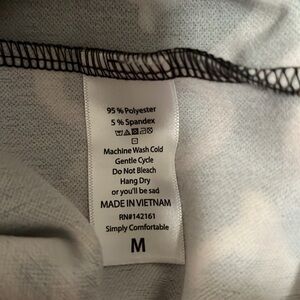 95% Polyester
5% Spandex
Machine Wash Cold
Gentle Cycle
Do Not Bleach
Hang Dry
or you'll be sad
MADE IN VIETNAM
RN#142161
Simply Comfortable
M